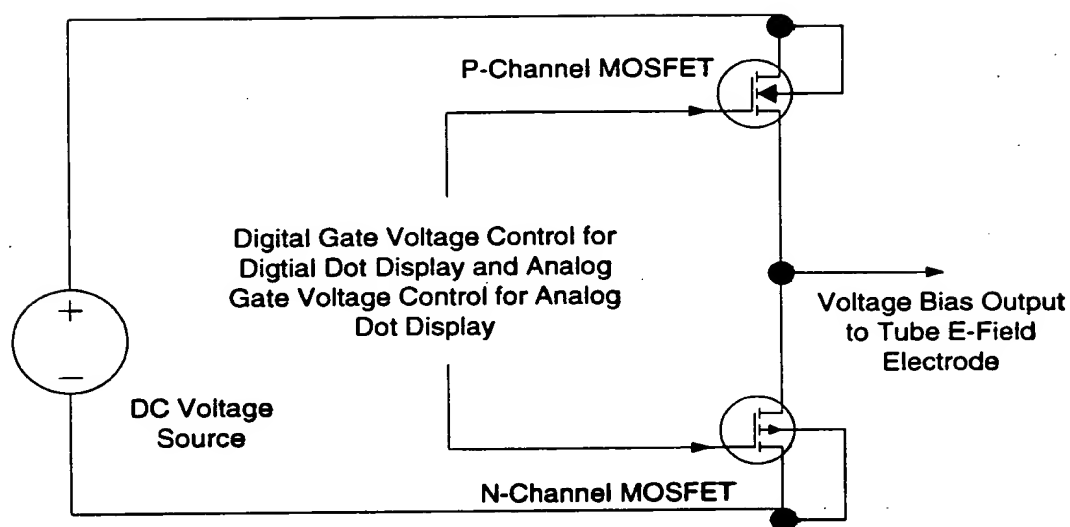 P-Channel MOSFET
Digital Gate Voltage Control for
Digtial Dot Display and Analog
Gate Voltage Control for Analog
Dot Display
Voltage Bias Output
to Tube E-Field
Electrode
+
−
DC Voltage
Source
N-Channel MOSFET